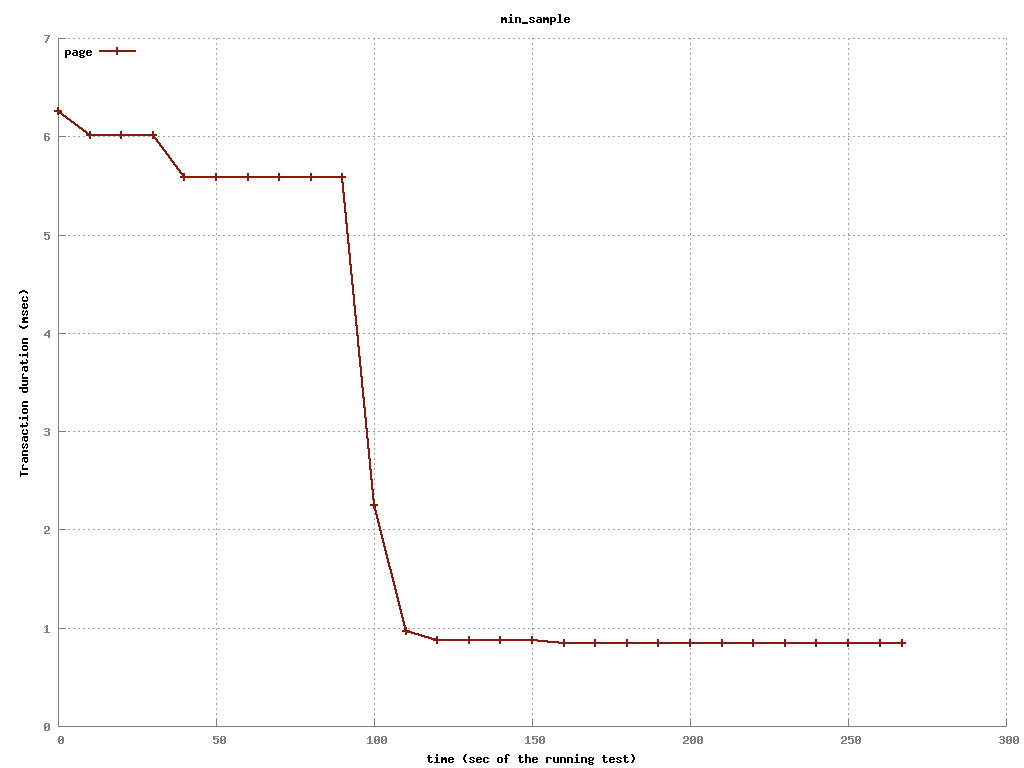 min_sample
7
page
6
5
4
3
2
1
0
Transaction duration (msec)
0 50 100 150 200 250 300
time (sec of the running test)